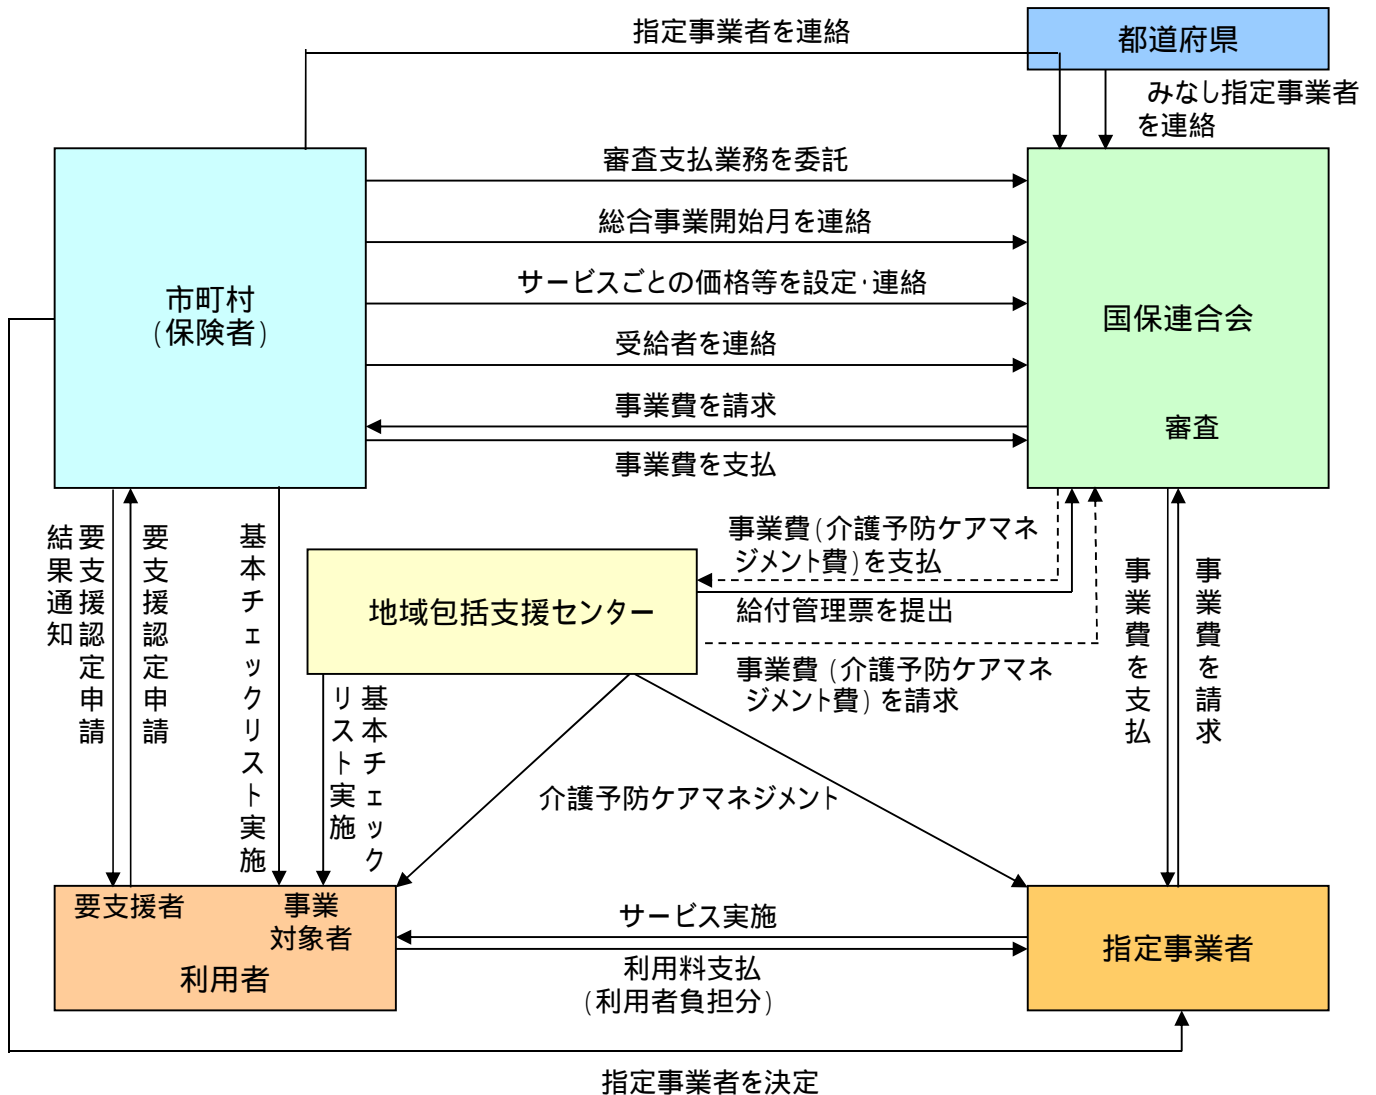 指定事業者を連絡
都道府県
みなし指定事業者
を連絡
審査支払業務を委託
総合事業開始月を連絡
サービスごとの価格等を設定・連絡
受給者を連絡
事業費を請求
事業費を支払
市町村
(保険者)
国保連合会
審査
要支援認定申請
結果通知
要支援認定申請
基本チェックリスト実施
事業費(介護予防ケアマネ
ジメント費)を支払
地域包括支援センター
給付管理票を提出
事業費(介護予防ケアマネ
ジメント費)を請求
事業費を支払
事業費を請求
基本チェック
リスト実施
介護予防ケアマネジメント
要支援者
事業
対象者
利用者
サービス実施
利用料支払
(利用者負担分)
指定事業者
指定事業者を決定